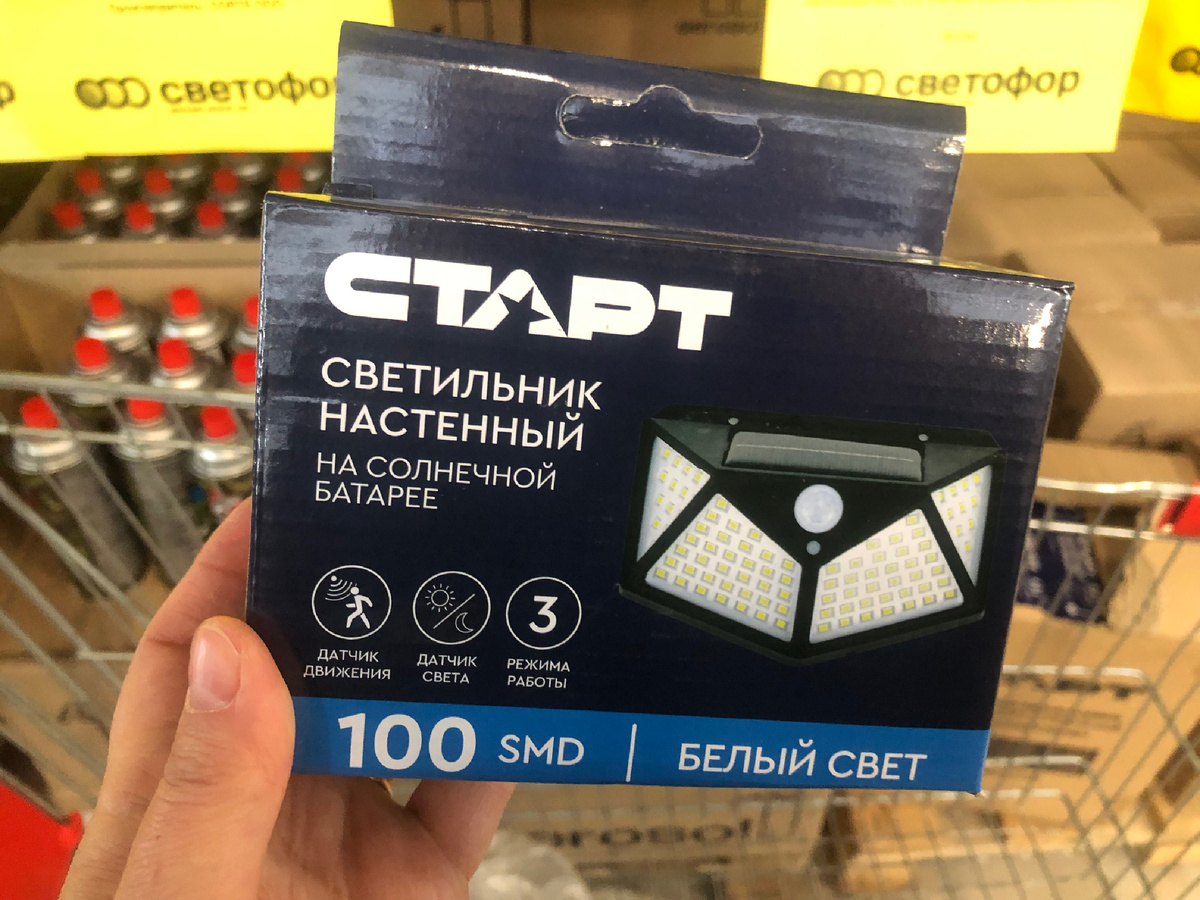 светофор
светофор
СТАРТ
СВЕТИЛЬНИК
НАСТЕННЫЙ
НА СОЛНЕЧНОЙ
БАТАРЕЕ
3
ДАТЧИК
ДВИЖЕНИЯ
ДАТЧИК
СВЕТА
РЕЖИМА
РАБОТЫ
100 SMD
БЕЛЫЙ СВЕТ